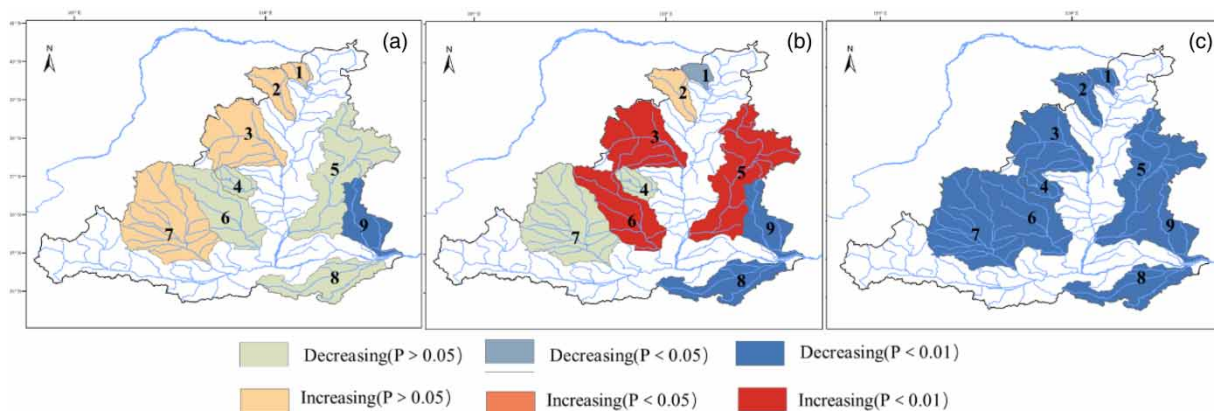 (a)
(b)
(c)
N
N
N
1
2
3
4
5
6
7
8
9
1
2
3
4
5
6
7
8
9
1
2
3
4
5
6
7
8
9
Decreasing(P > 0.05)
Decreasing(P < 0.05)
Decreasing(P < 0.01)
Increasing(P > 0.05)
Increasing(P < 0.05)
Increasing(P < 0.01)